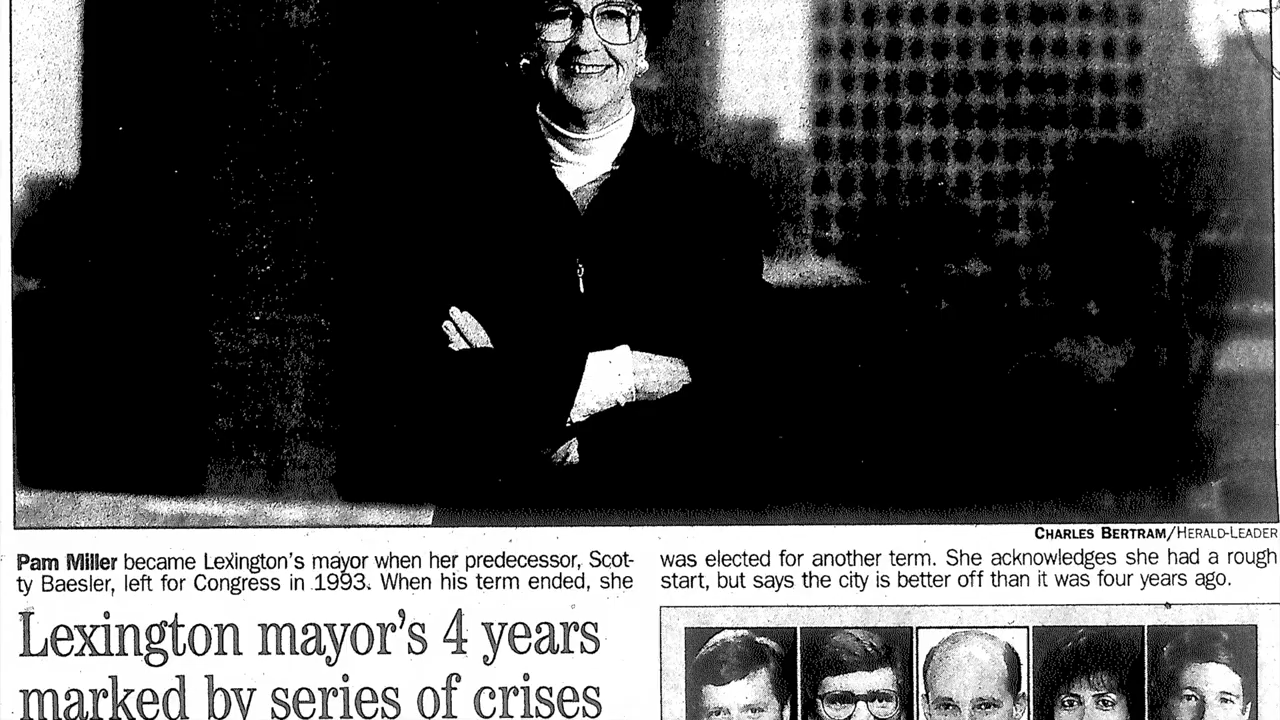 CHARLES BERTRAM/HERALD-LEADER
Pam Miller became Lexington's mayor when her predecessor, Scot-
ty Baesler, left for Congress in 1993. When his term ended, she
was elected for another term. She acknowledges she had a rough
start, but says the city is better off than it was four years ago.
Lexington mayor's 4 years
marked by series of crises